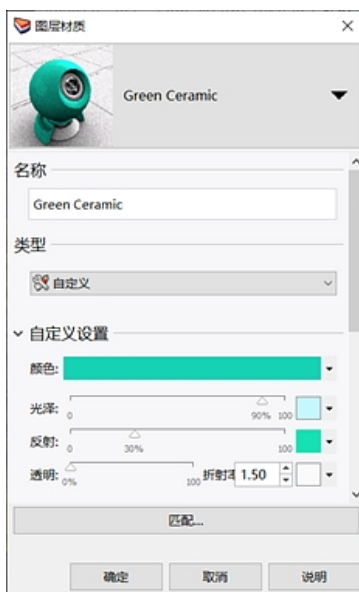 图层材质
Green Ceramic
名称
Green Ceramic
类型
自定义
自定义设置
颜色:
光泽: 0 90% 100
反射: 0 30% 100
透明: 0% 100 折射率 1.50
匹配...
确定 取消 说明